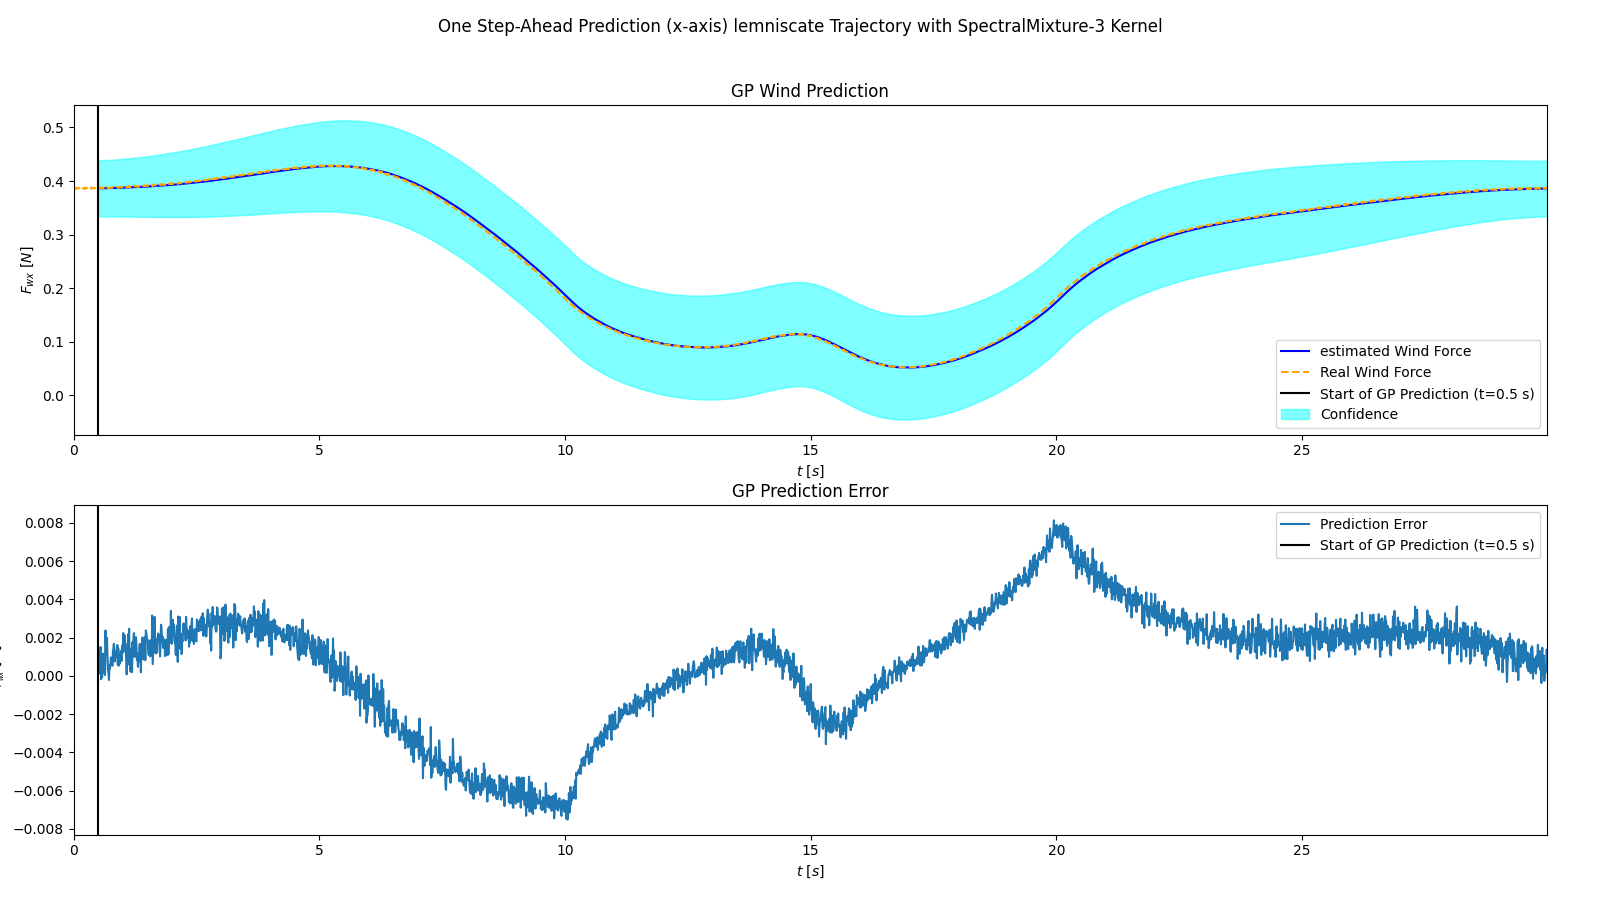 One Step-Ahead Prediction (x-axis) lemniscate Trajectory with SpectralMixture-3 Kernel
GP Wind Prediction
0.5
0.4
0.3
0.2
0.1
0.0
F_wx [N]
estimated Wind Force
Real Wind Force
Start of GP Prediction (t=0.5 s)
Confidence
0 5 10 15 20 25
t [s]
GP Prediction Error
0.008
0.006
0.004
0.002
0.000
−0.002
−0.004
−0.006
−0.008
Prediction Error
Start of GP Prediction (t=0.5 s)
0 5 10 15 20 25
t [s]